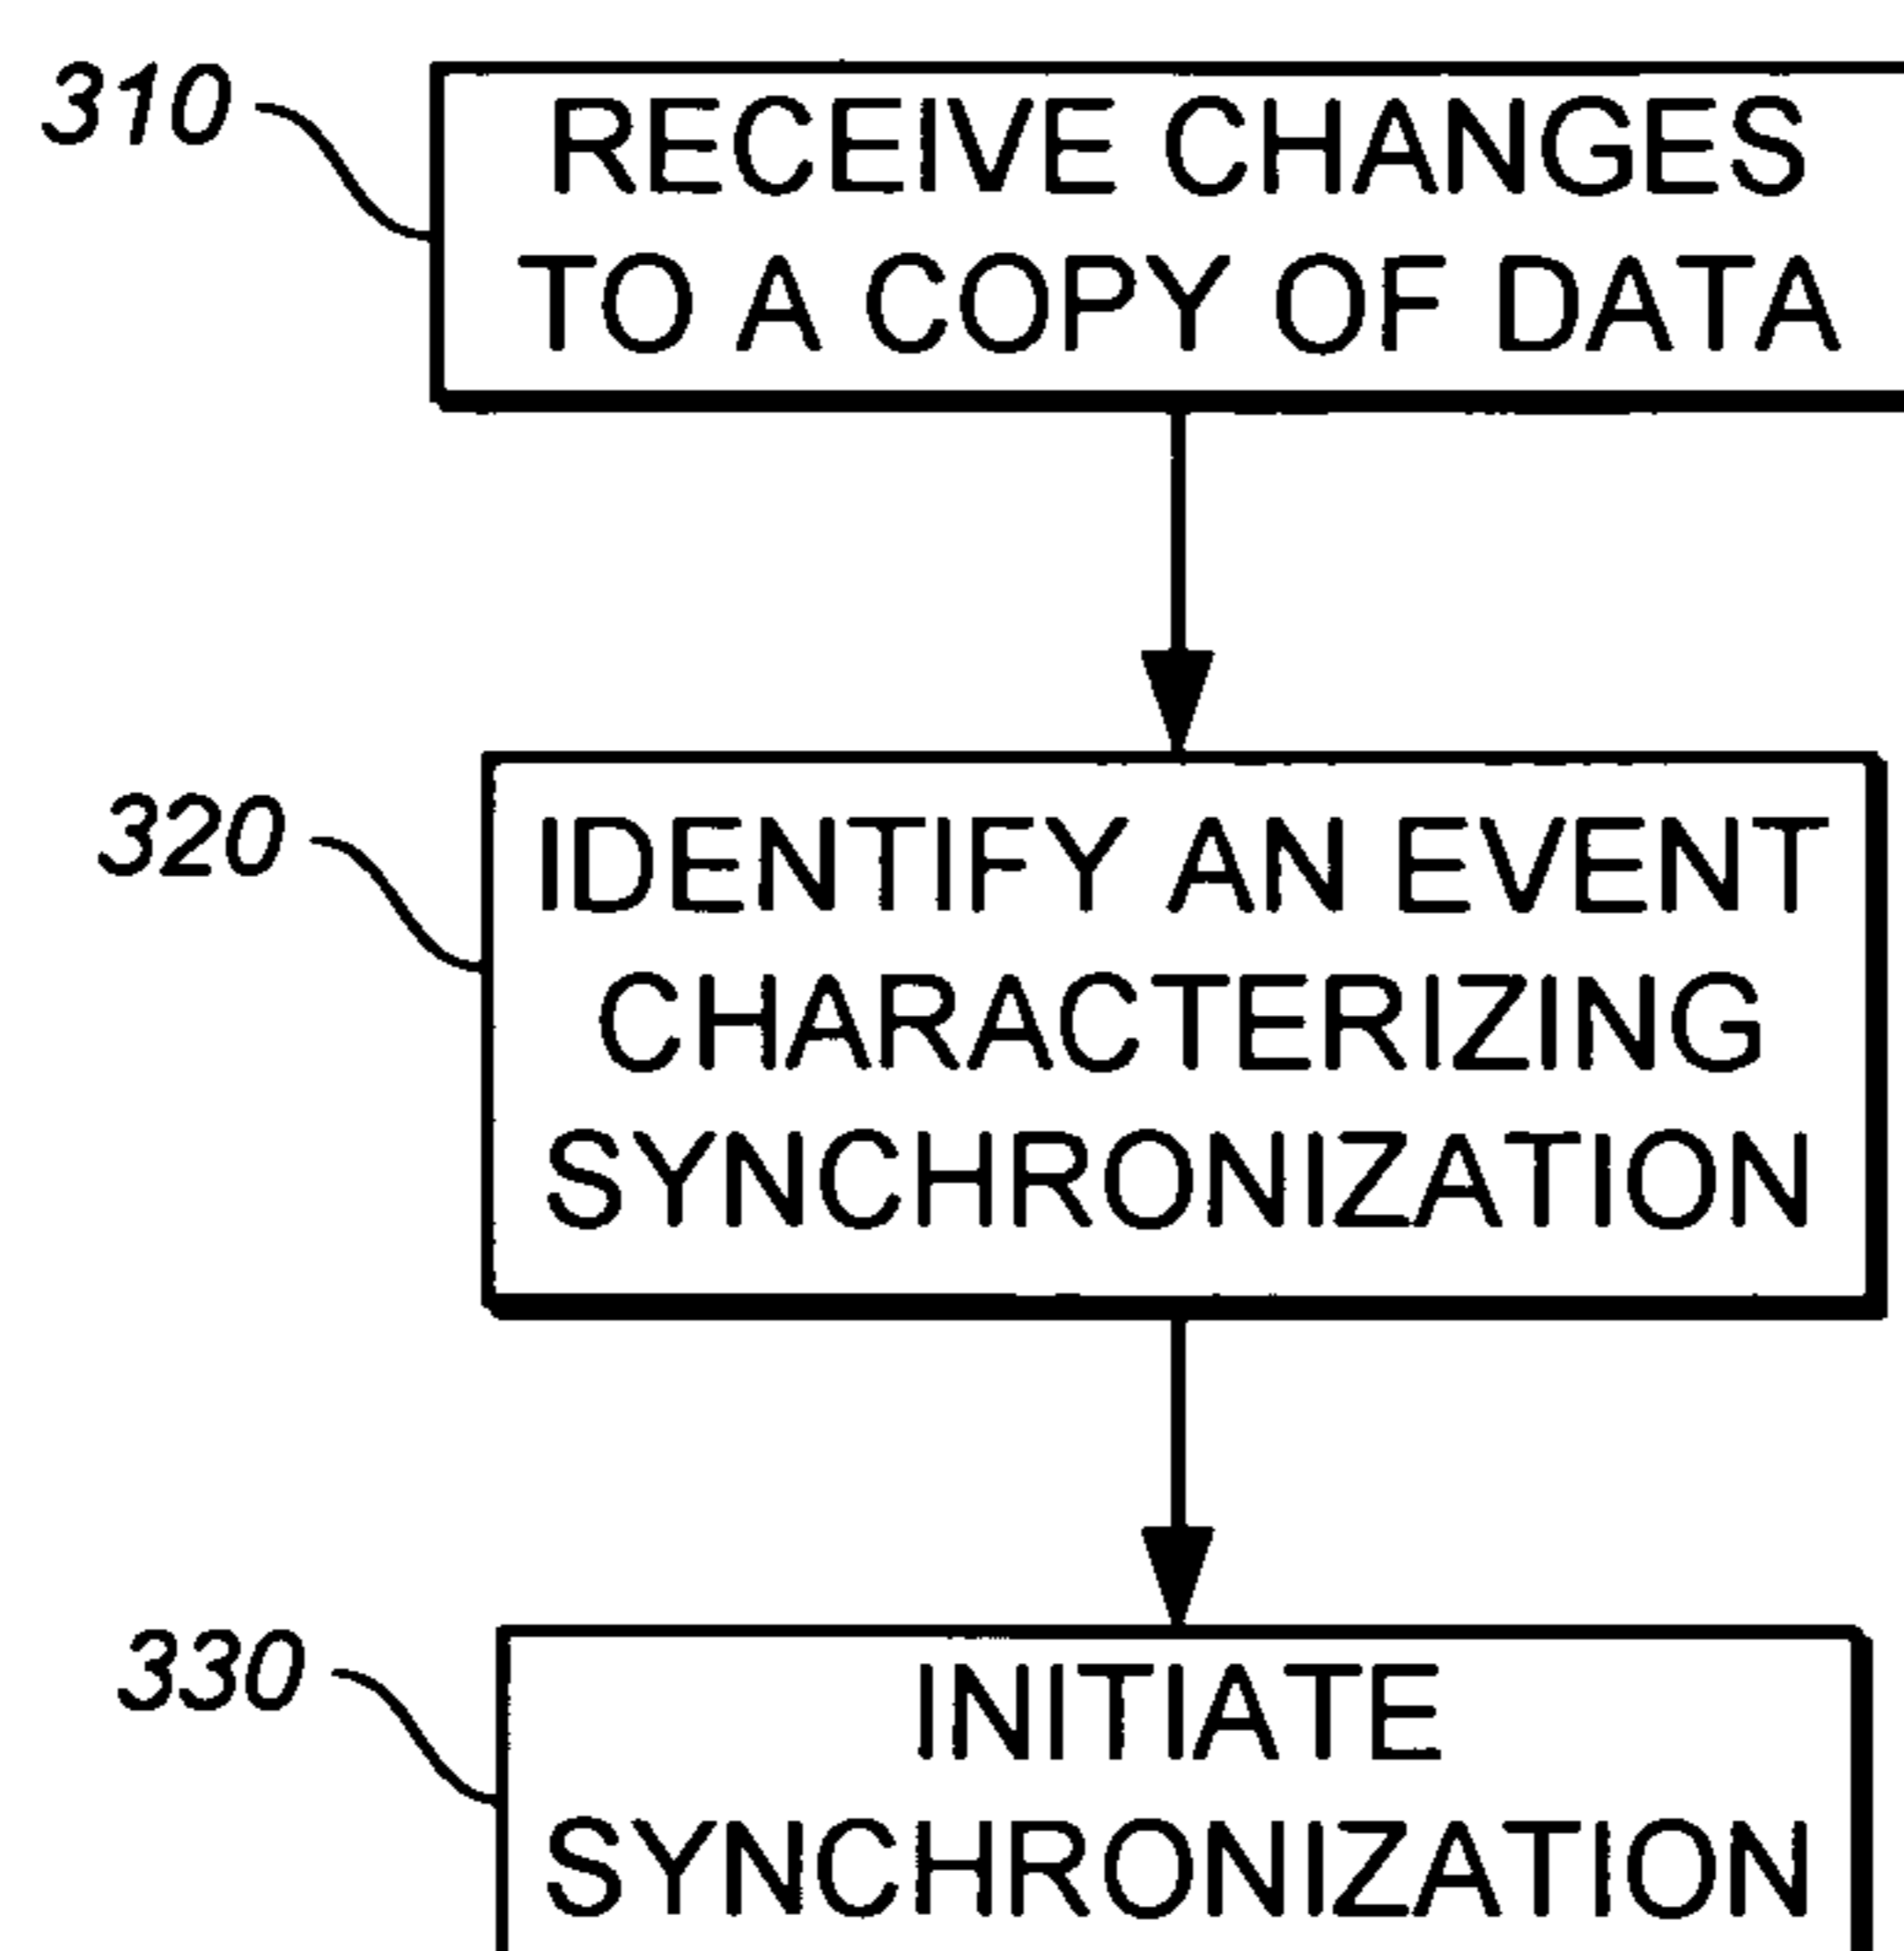 310
RECEIVE CHANGES
TO A COPY OF DATA
320
IDENTIFY AN EVENT
CHARACTERIZING
SYNCHRONIZATION
330
INITIATE
SYNCHRONIZATION